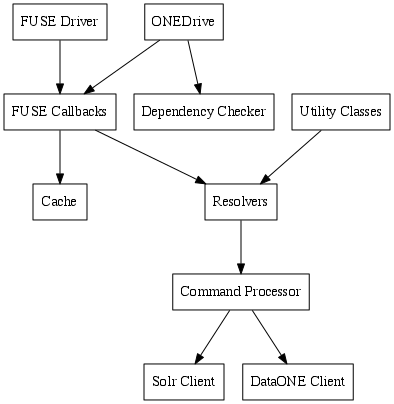 FUSE Driver
ONEDrive
FUSE Callbacks
Dependency Checker
Utility Classes
Cache
Resolvers
Command Processor
Solr Client
DataONE Client